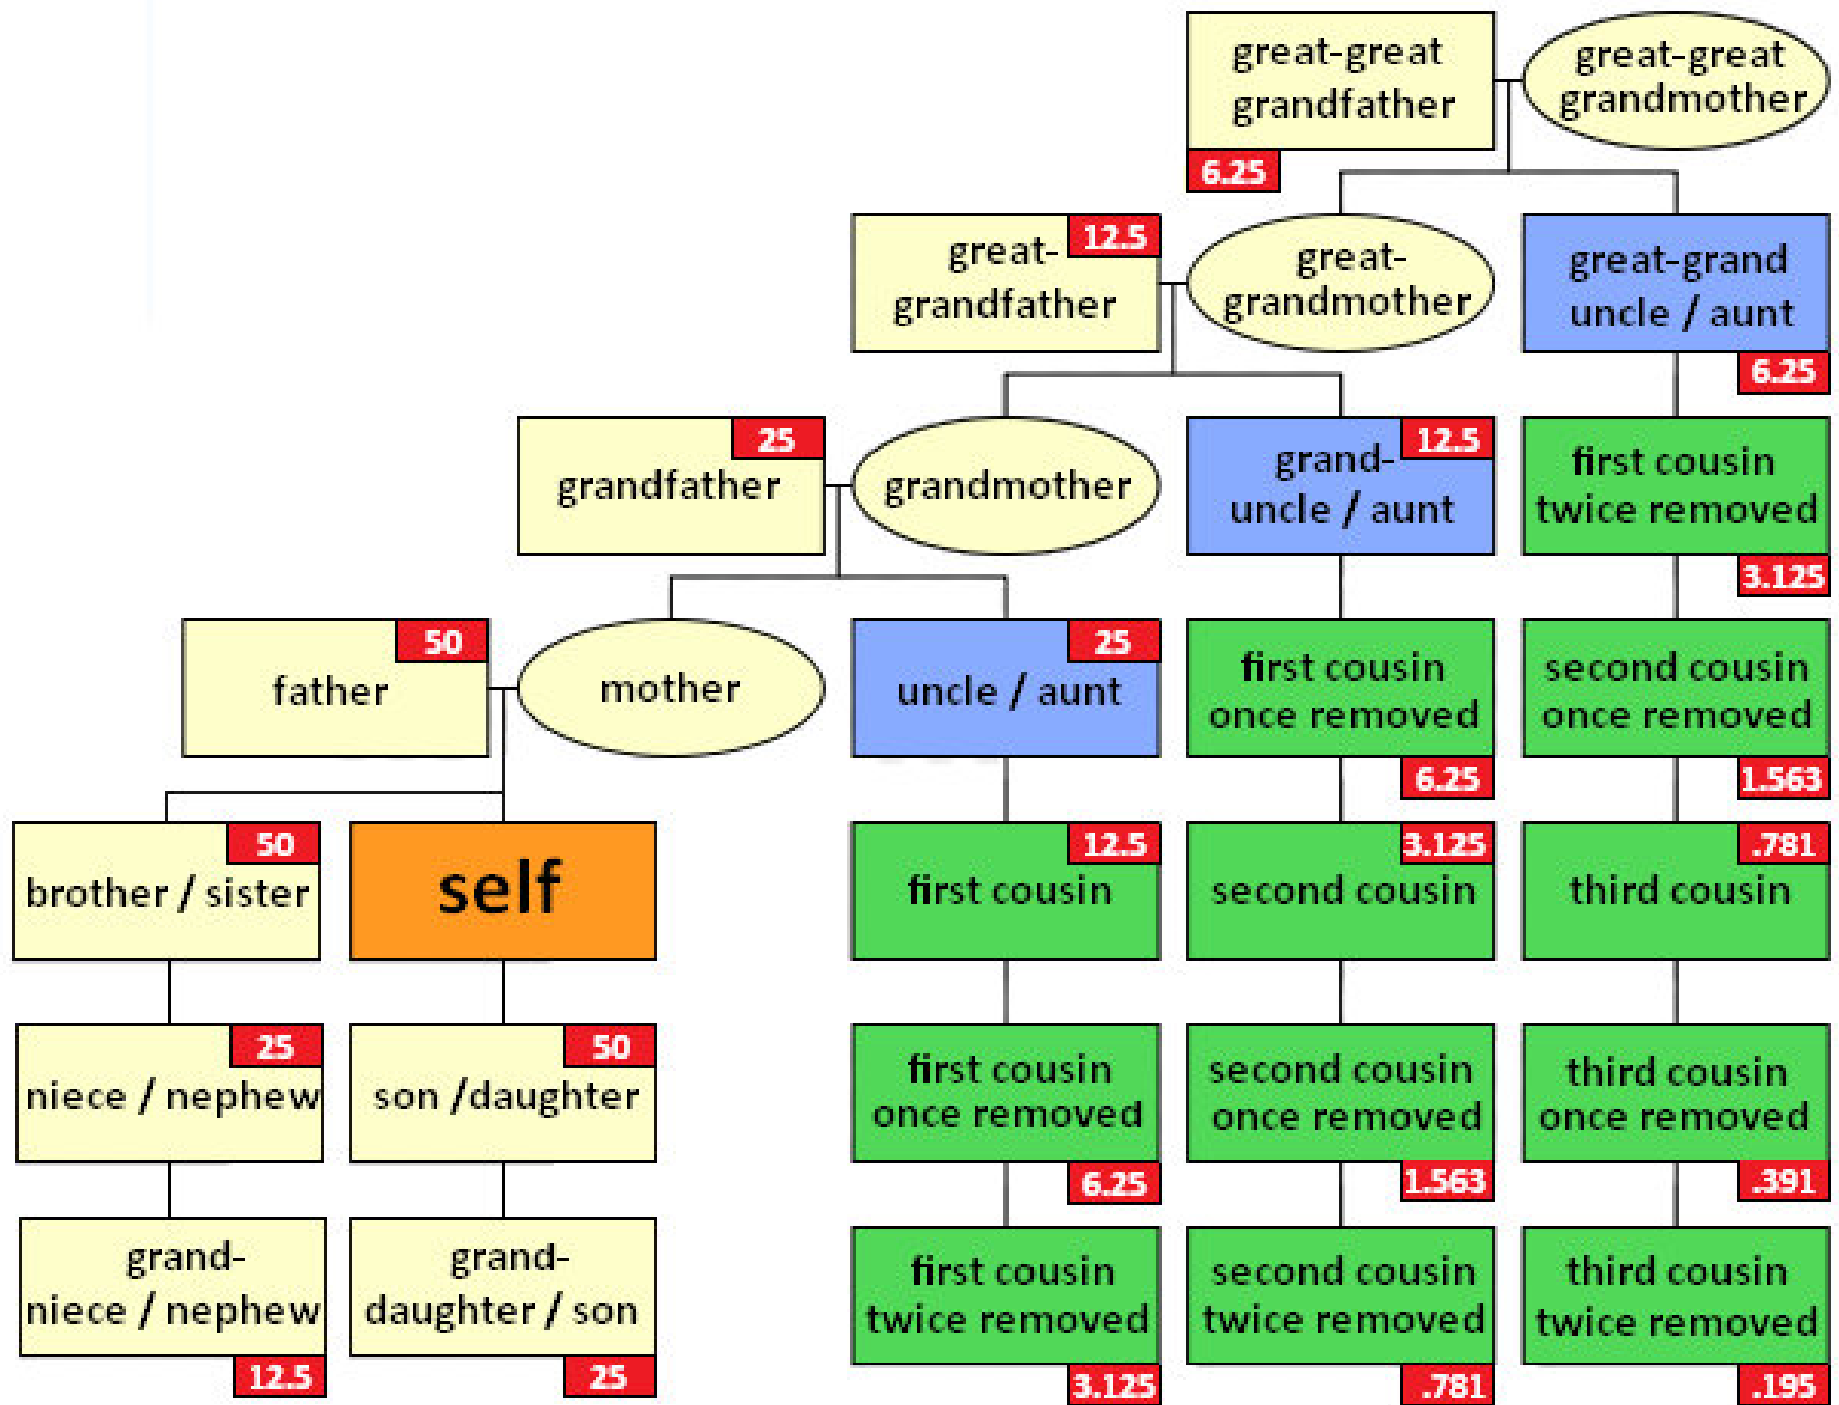 great-great
grandfather
6.25
great-great
grandmother
great-
grandfather
12.5
great-
grandmother
great-grand
uncle / aunt
6.25
grandfather
25
grandmother
grand-
uncle / aunt
12.5
first cousin
twice removed
3.125
father
50
mother
uncle / aunt
25
first cousin
once removed
6.25
second cousin
once removed
1.563
brother / sister
50
self
first cousin
12.5
second cousin
3.125
third cousin
.781
niece / nephew
25
son /daughter
50
first cousin
once removed
6.25
second cousin
once removed
1.563
third cousin
once removed
.391
grand-
niece / nephew
12.5
grand-
daughter / son
25
first cousin
twice removed
3.125
second cousin
twice removed
.781
third cousin
twice removed
.195